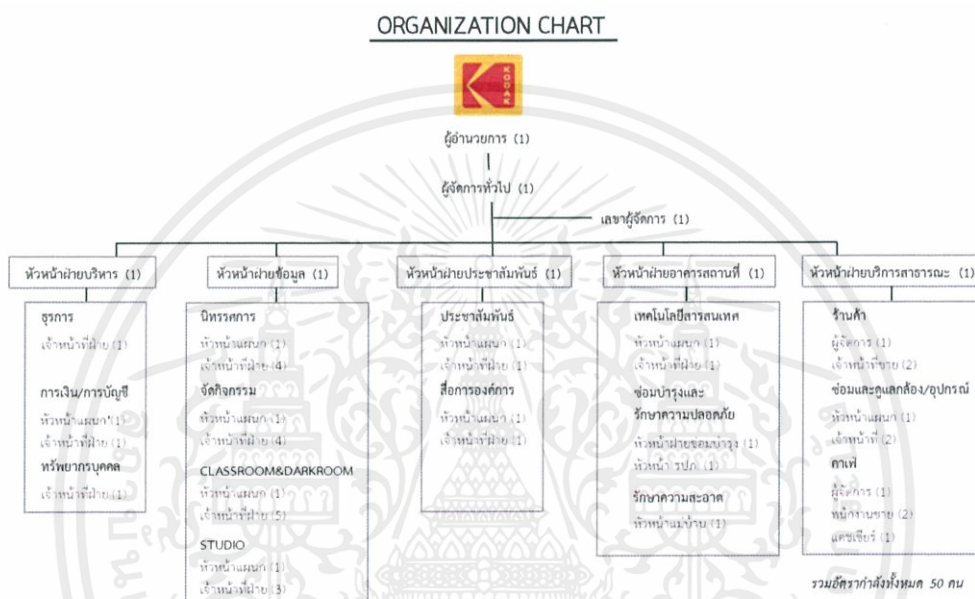 ORGANIZATION CHART
KODAK
ผู้อำนวยการ (1)
ผู้จัดการทั่วไป (1)
เลขาผู้จัดการ (1)
หัวหน้าฝ่ายบริหาร (1)
ธุรการ
เจ้าหน้าที่ฝ่าย (1)
การเงิน/การบัญชี
หัวหน้าแผนก (1)
เจ้าหน้าที่ฝ่าย (1)
ทรัพยากรบุคคล
เจ้าหน้าที่ฝ่าย (1)
หัวหน้าฝ่ายข้อมูล (1)
นิทรรศการ
หัวหน้าแผนก (1)
เจ้าหน้าที่ฝ่าย (4)
จัดกิจกรรม
หัวหน้าแผนก (1)
เจ้าหน้าที่ฝ่าย (4)
CLASSROOM&DARKROOM
หัวหน้าแผนก (1)
เจ้าหน้าที่ฝ่าย (5)
STUDIO
หัวหน้าแผนก (1)
เจ้าหน้าที่ฝ่าย (3)
หัวหน้าฝ่ายประชาสัมพันธ์ (1)
ประชาสัมพันธ์
หัวหน้าแผนก (1)
เจ้าหน้าที่ฝ่าย (1)
สื่อการองค์การ
หัวหน้าแผนก (1)
เจ้าหน้าที่ฝ่าย (1)
หัวหน้าฝ่ายอาคารสถานที่ (1)
เทคโนโลยีสารสนเทศ
หัวหน้าแผนก (1)
เจ้าหน้าที่ฝ่าย (1)
ซ่อมบำรุงและ
รักษาความปลอดภัย
หัวหน้าฝ่ายซ่อมบำรุง (1)
หัวหน้า รปภ. (1)
รักษาความสะอาด
หัวหน้าแม่บ้าน (1)
หัวหน้าฝ่ายบริการสาธารณะ (1)
ร้านค้า
ผู้จัดการ (1)
เจ้าหน้าที่ขาย (2)
ซ่อมและดูแลกล้อง/อุปกรณ์
หัวหน้าแผนก (1)
เจ้าหน้าที่ (2)
คาเฟ่
ผู้จัดการ (1)
พนักงานขาย (2)
แคชเชียร์ (1)
รวมอัตรากำลังทั้งหมด 50 คน